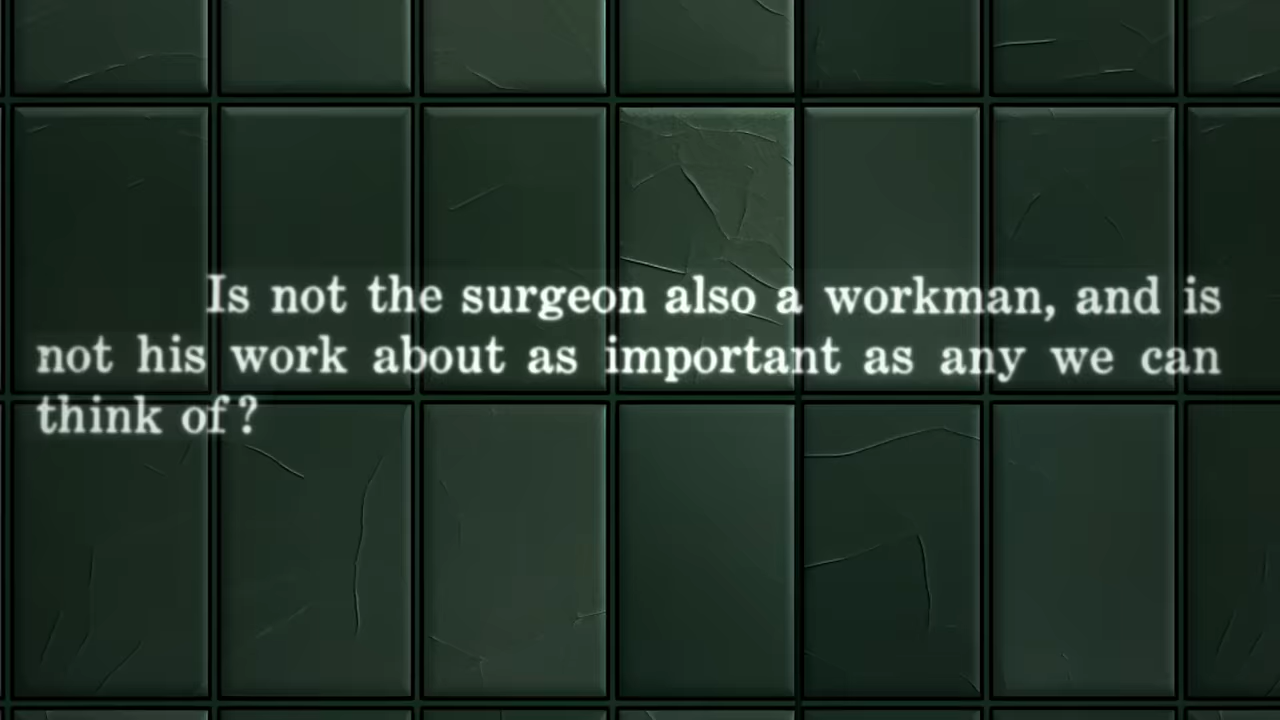 Is not the surgeon also a workman, and is
not his work about as important as any we can
think of?